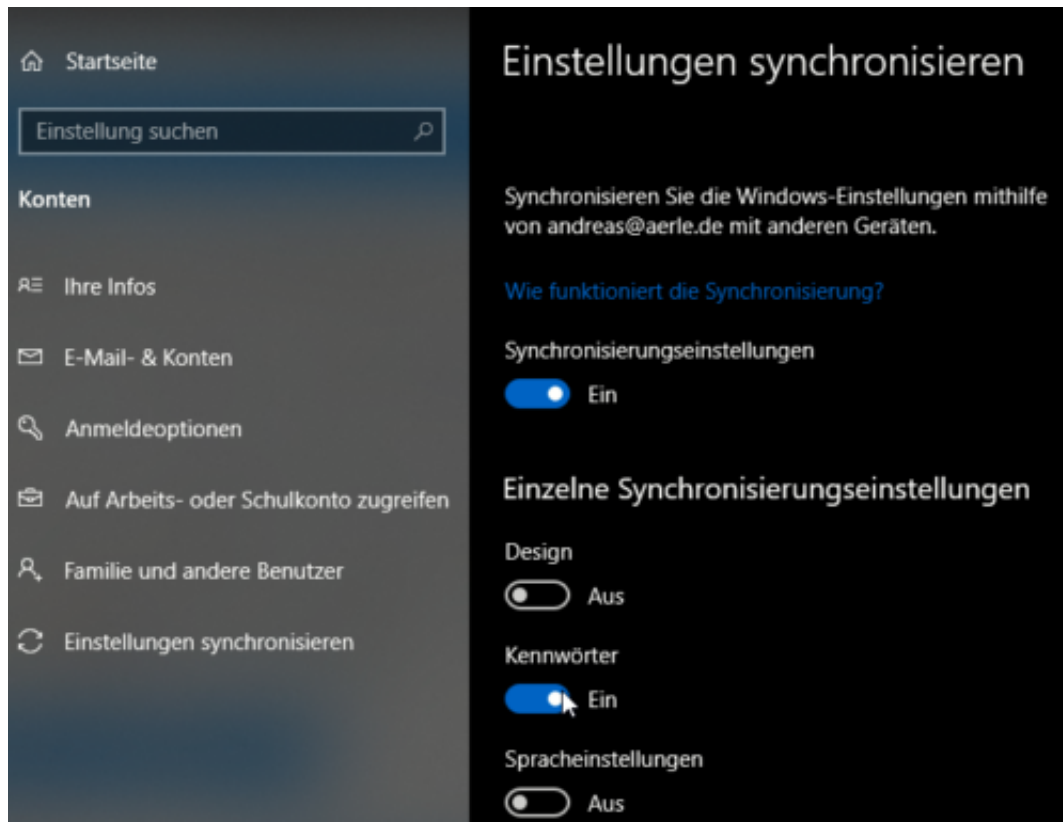 Startseite
Einstellung suchen
Konten
Ihre Infos
E-Mail- & Konten
Anmeldeoptionen
Auf Arbeits- oder Schulkonto zugreifen
Familie und andere Benutzer
Einstellungen synchronisieren
Einstellungen synchronisieren
Synchronisieren Sie die Windows-Einstellungen mithilfe
von andreas@aerle.de mit anderen Geräten.
Wie funktioniert die Synchronisierung?
Synchronisierungseinstellungen
Ein
Einzelne Synchronisierungseinstellungen
Design
Aus
Kennwörter
Ein
Spracheinstellungen
Aus